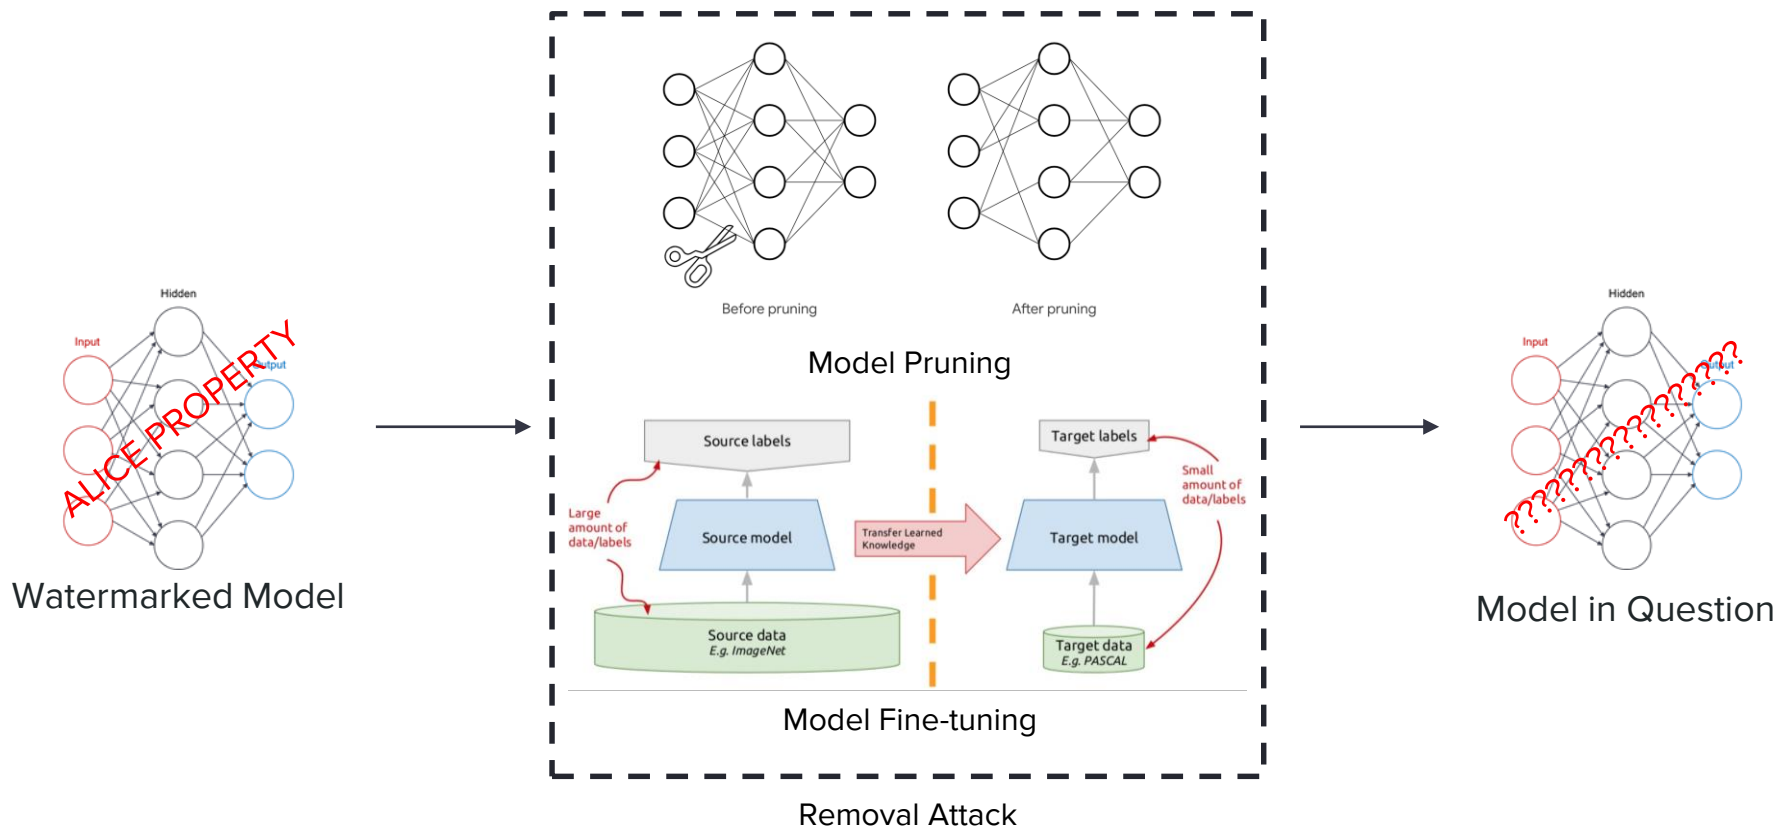 Hidden
Input
Output
ALICE PROPERTY
Watermarked Model
Before pruning
After pruning
Model Pruning
Source labels
Large
amount of
data/labels
Source model
Source data
E.g. ImageNet
Transfer Learned
Knowledge
Target labels
Small
amount of
data/labels
Target model
Target data
E.g. PASCAL
Model Fine-tuning
Removal Attack
Hidden
Input
Output
?????????????????
Model in Question